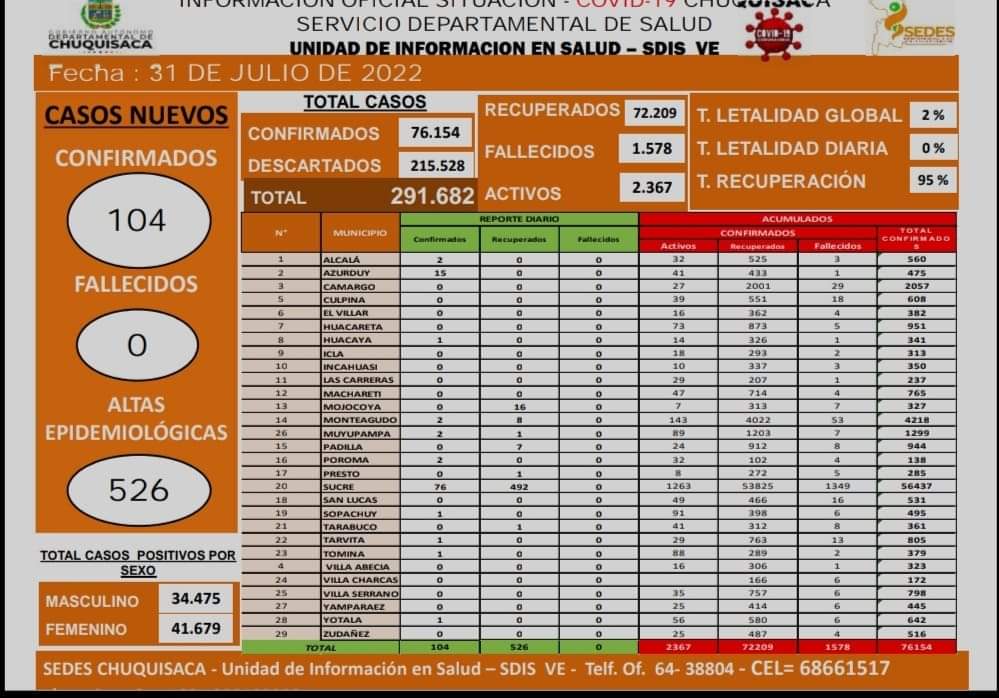 INFORMACION OFICIAL SITUACION - COVID-19 CHUQUISACA
SERVICIO DEPARTAMENTAL DE SALUD
UNIDAD DE INFORMACION EN SALUD – SDIS VE
GOBIERNO AUTÓNOMO
DEPARTAMENTAL DE
CHUQUISACA
COVID-19
SEDES
Fecha : 31 DE JULIO DE 2022
CASOS NUEVOS
CONFIRMADOS
104
FALLECIDOS
0
ALTAS
EPIDEMIOLÓGICAS
526
TOTAL CASOS POSITIVOS POR
SEXO
MASCULINO 34.475
FEMENINO 41.679
TOTAL CASOS
CONFIRMADOS 76.154
DESCARTADOS 215.528
TOTAL 291.682
RECUPERADOS 72.209
FALLECIDOS 1.578
ACTIVOS 2.367
T. LETALIDAD GLOBAL 2 %
T. LETALIDAD DIARIA 0 %
T. RECUPERACIÓN 95 %
N° MUNICIPIO REPORTE DIARIO ACUMULADOS
Confirmados Recuperados Fallecidos CONFIRMADOS TOTAL CONFIRMADOS
Activos Recuperados Fallecidos
1 ALCALÁ 2 0 0 32 525 3 560
2 AZURDUY 15 0 0 41 433 1 475
3 CAMARGO 0 0 0 27 2001 29 2057
5 CULPINA 0 0 0 39 551 18 608
6 EL VILLAR 0 0 0 16 362 4 382
7 HUACARETA 0 0 0 73 873 5 951
8 HUACAYA 1 0 0 14 326 1 341
9 ICLA 0 0 0 18 293 2 313
10 INCAHUASI 0 0 0 10 337 3 350
11 LAS CARRERAS 0 0 0 29 207 1 237
12 MACHARETI 0 0 0 47 714 4 765
13 MOJOCOYA 0 16 0 7 313 7 327
14 MONTEAGUDO 2 8 0 143 4022 53 4218
26 MUYUPAMPA 2 1 0 89 1203 7 1299
15 PADILLA 0 7 0 24 912 8 944
16 POROMA 2 0 0 32 102 4 138
17 PRESTO 0 1 0 8 272 5 285
20 SUCRE 76 492 0 1263 53825 1349 56437
18 SAN LUCAS 0 0 0 49 466 16 531
19 SOPACHUY 1 0 0 91 398 6 495
21 TARABUCO 0 1 0 41 312 8 361
22 TARVITA 1 0 0 29 763 13 805
23 TOMINA 1 0 0 88 289 2 379
4 VILLA ABECIA 0 0 0 16 306 1 323
24 VILLA CHARCAS 0 0 0 166 6 172
25 VILLA SERRANO 0 0 0 35 757 6 798
27 YAMPARAEZ 0 0 0 25 414 6 445
28 YOTALA 1 0 0 56 580 6 642
29 ZUDAÑEZ 0 0 0 25 487 4 516
TOTAL 104 526 0 2367 72209 1578 76154
SEDES CHUQUISACA - Unidad de Información en Salud – SDIS VE - Telf. Of. 64- 38804 - CEL= 68661517